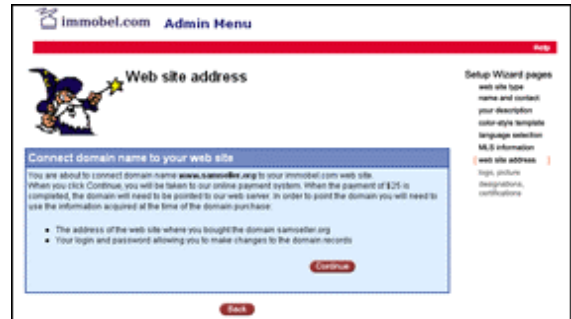 immobel.com Admin Menu
Help
Web site address
Setup Wizard pages
web site type
name and contact
your description
color-style template
language selection
MLS information
[ web site address ]
logo, picture
designations,
certifications
Connect domain name to your web site
You are about to connect domain name www.samseller.org to your immobel.com web site.
When you click Continue, you will be taken to our online payment system. When the payment of $25 is
completed, the domain will need to be pointed to our web server. In order to point the domain you will need to
use the information acquired at the time of the domain purchase:
The address of the web site where you bought the domain samseller.org
Your login and password allowing you to make changes to the domain records
Continue
Back